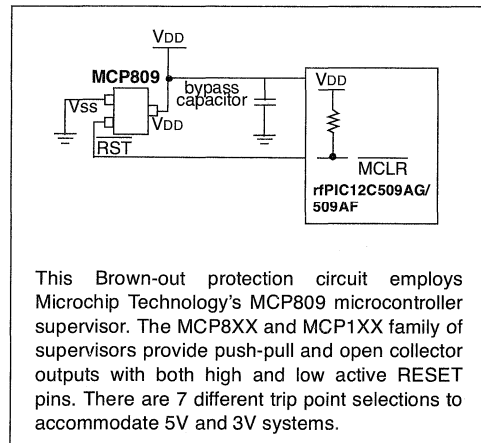 VDD
MCP809
VDD
bypass
capacitor
Vss
VDD
RST
MCLR
rfPIC12C509AG/
509AF
This Brown-out protection circuit employs
Microchip Technology's MCP809 microcontroller
supervisor. The MCP8XX and MCP1XX family of
supervisors provide push-pull and open collector
outputs with both high and low active RESET
pins. There are 7 different trip point selections to
accommodate 5V and 3V systems.